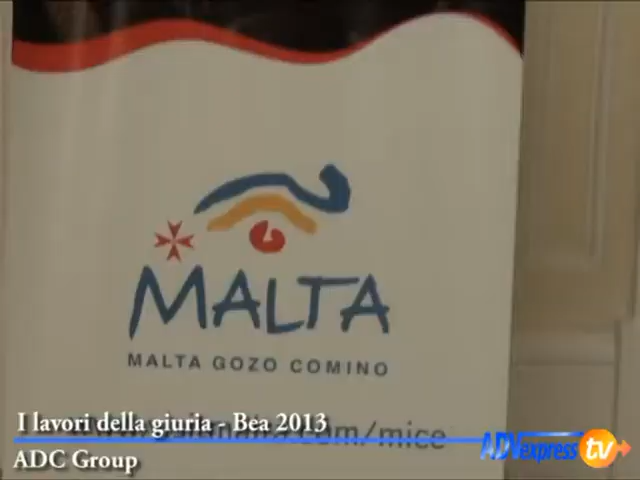 MALTA
MALTA GOZO COMINO
I lavori della giuria - Bea 2013
ADC Group
ADVexpress tv